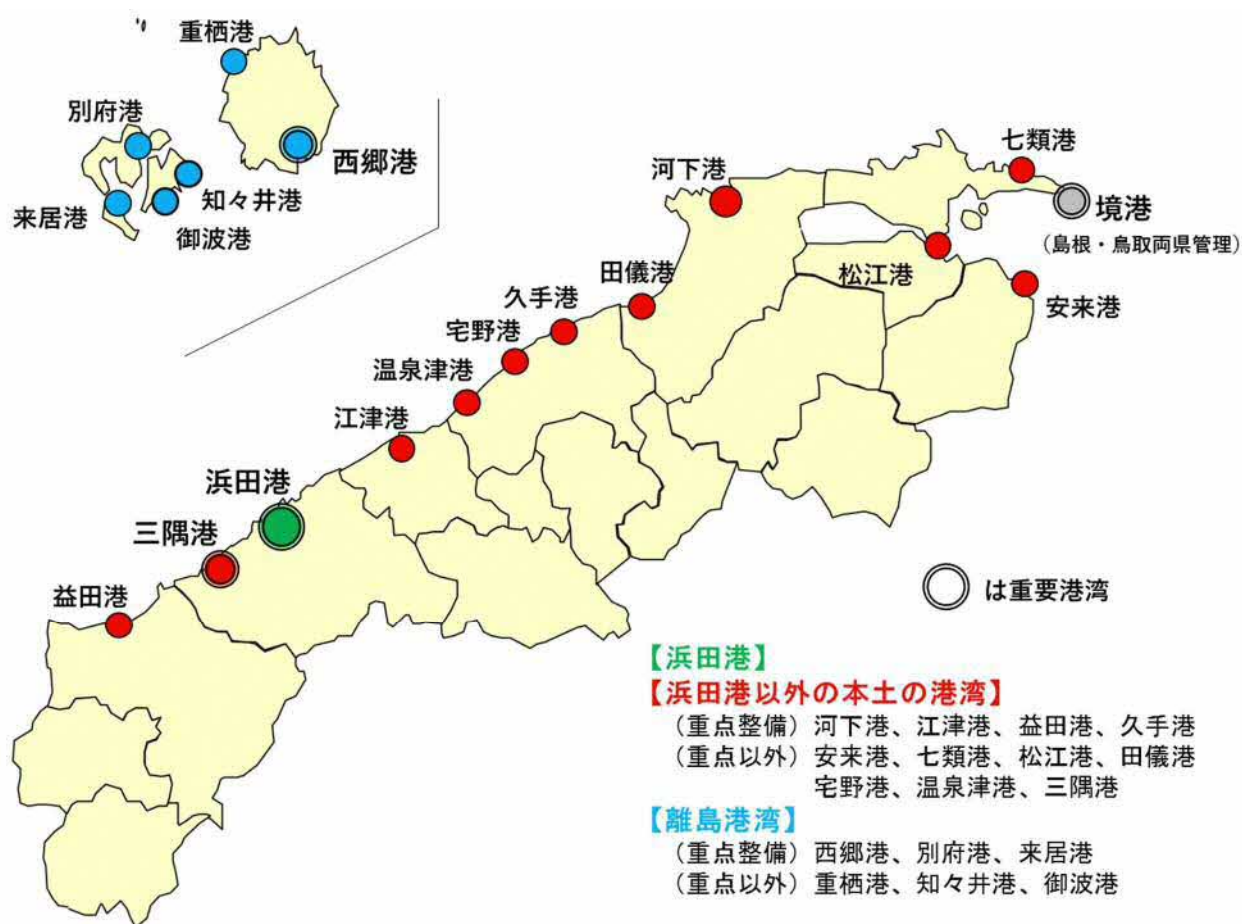 重栖港
別府港
西郷港
知々井港
来居港
御波港
七類港
河下港
境港
（島根・鳥取両県管理）
松江港
田儀港
安来港
久手港
宅野港
温泉津港
江津港
浜田港
三隅港
益田港
は重要港湾
【浜田港】
【浜田港以外の本土の港湾】
（重点整備）河下港、江津港、益田港、久手港
（重点以外）安来港、七類港、松江港、田儀港
宅野港、温泉津港、三隅港
【離島港湾】
（重点整備）西郷港、別府港、来居港
（重点以外）重栖港、知々井港、御波港